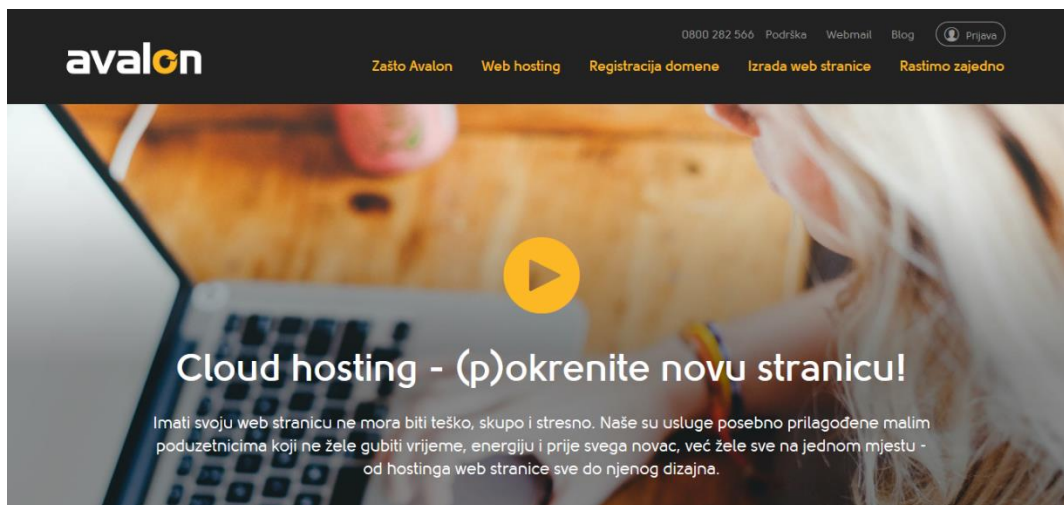 0800 282 566 Podrška Webmail Blog Prijava
avalon
Zašto Avalon Web hosting Registracija domene Izrada web stranice Rastimo zajedno
Cloud hosting - (p)okrenite novu stranicu!
Imati svoju web stranicu ne mora biti teško, skupo i stresno. Naše su usluge posebno prilagođene malim
poduzetnicima koji ne žele gubiti vrijeme, energiju i prije svega novac, već žele sve na jednom mjestu -
od hostinga web stranice sve do njenog dizajna.